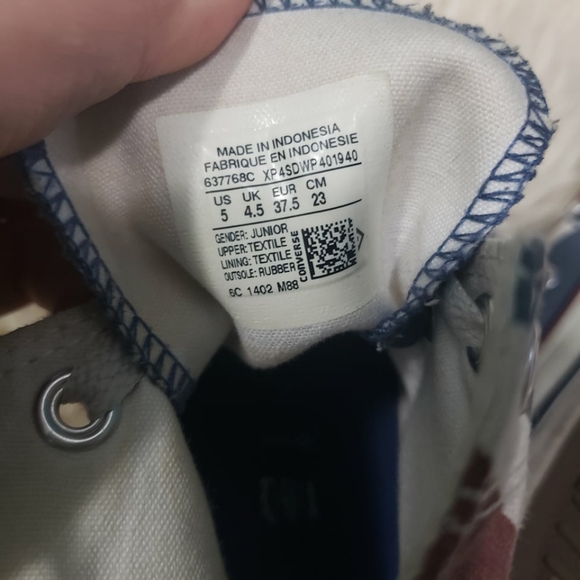 MADE IN INDONESIA
FABRIQUE EN INDONESIE
637768C XP4SDWP401940
US UK EUR CM
5 4.5 37.5 23
GENDER: JUNIOR
UPPER: TEXTILE
LINING: TEXTILE
OUTSOLE: RUBBER
CONVERSE
6C 1402 M88